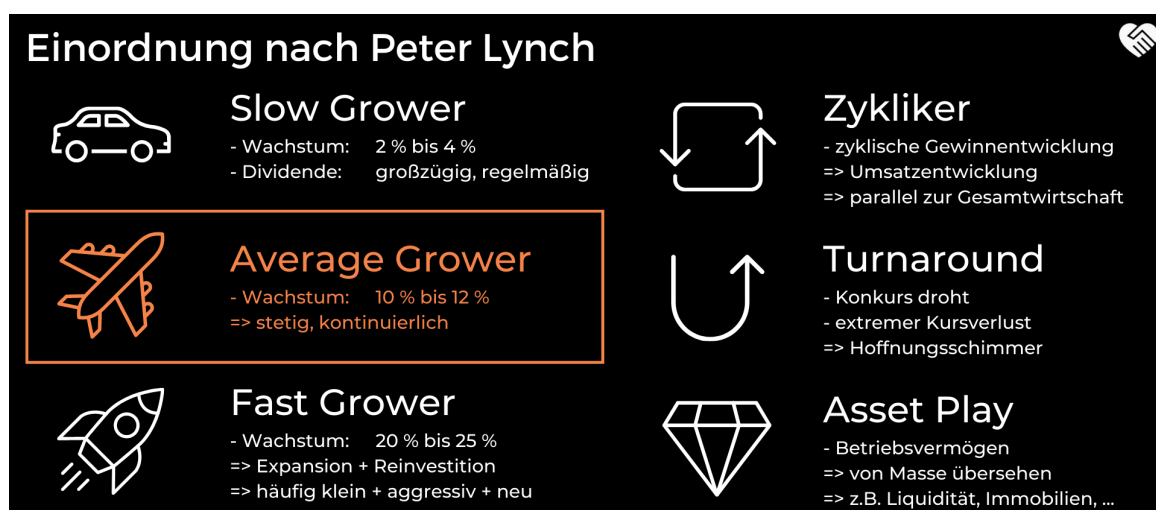 Einordnung nach Peter Lynch
Slow Grower
- Wachstum: 2 % bis 4 %
- Dividende: großzügig, regelmäßig
Average Grower
- Wachstum: 10 % bis 12 %
=> stetig, kontinuierlich
Fast Grower
- Wachstum: 20 % bis 25 %
=> Expansion + Reinvestition
=> häufig klein + aggressiv + neu
Zykliker
- zyklische Gewinnentwicklung
=> Umsatzentwicklung
=> parallel zur Gesamtwirtschaft
Turnaround
- Konkurs droht
- extremer Kursverlust
=> Hoffnungsschimmer
Asset Play
- Betriebsvermögen
=> von Masse übersehen
=> z.B. Liquidität, Immobilien, ...